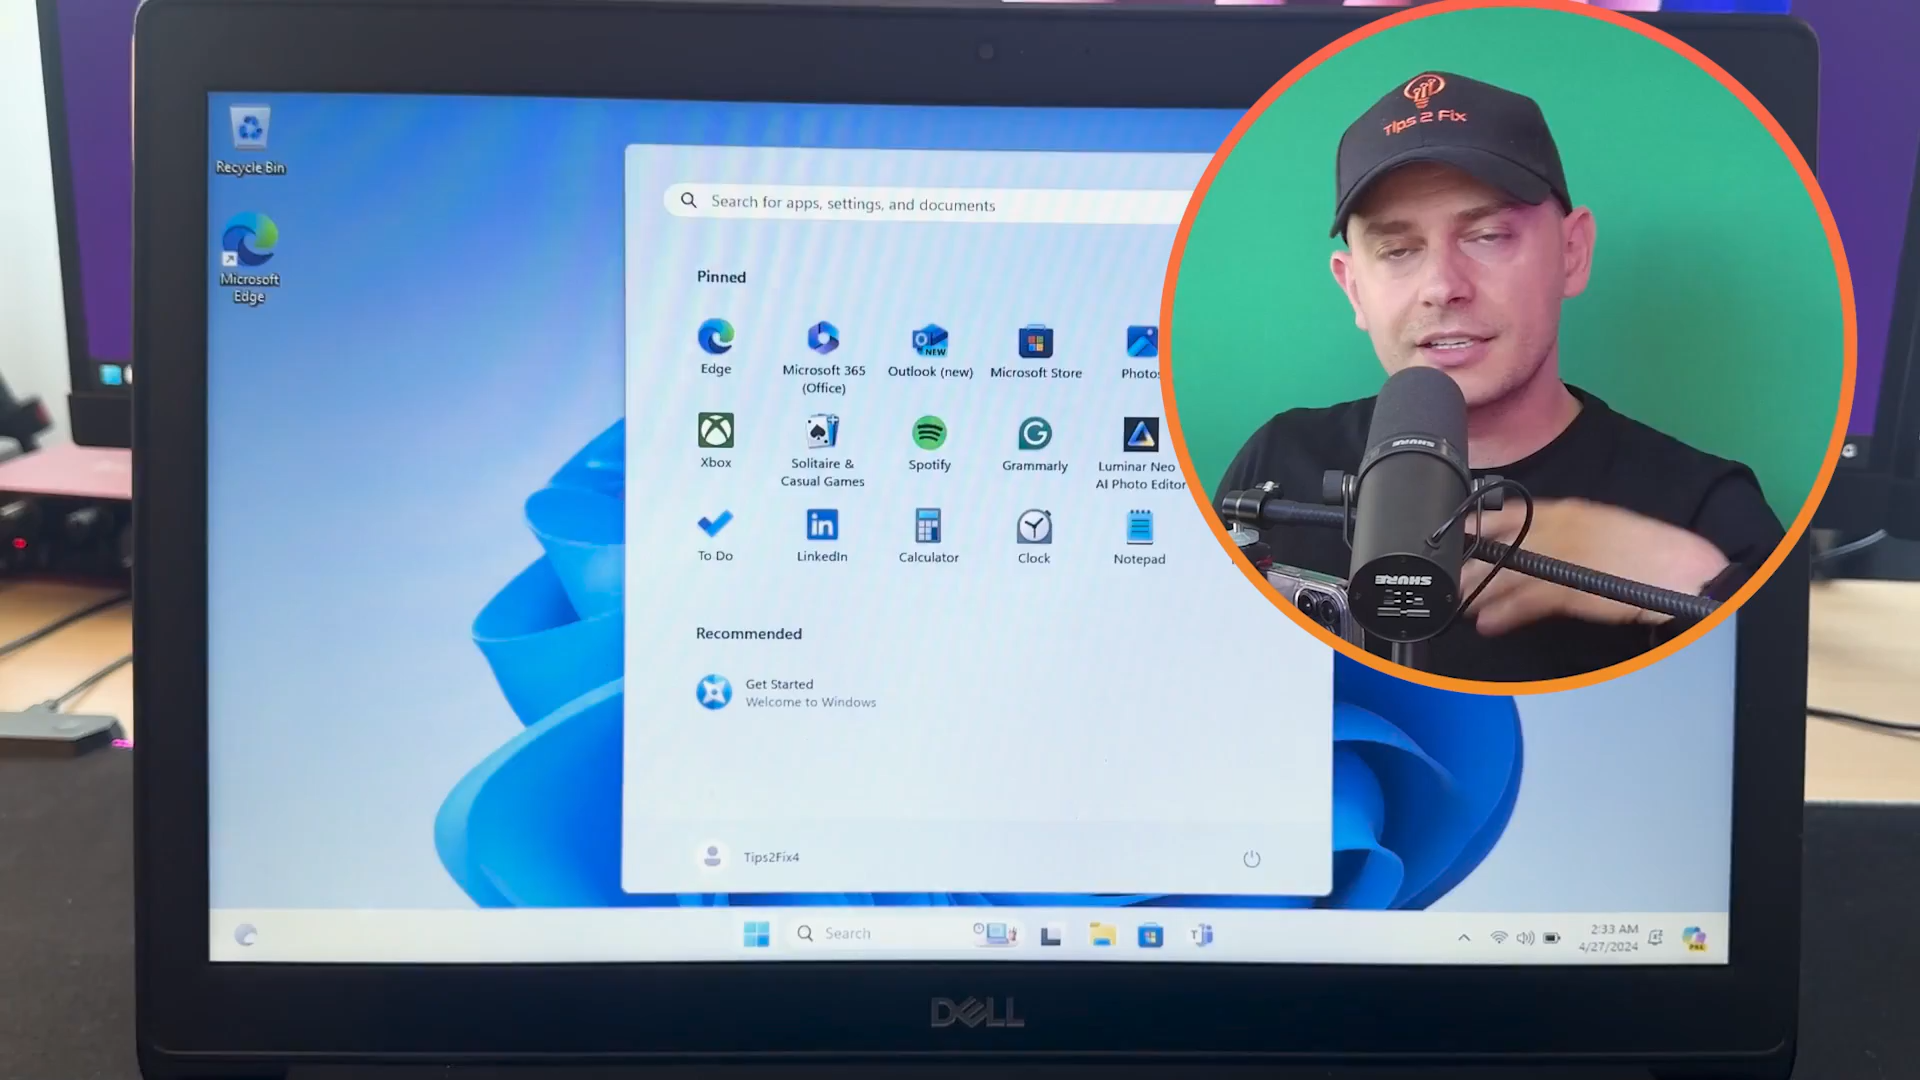 Tips 2 Fix
Recycle Bin
Microsoft
Edge
Search for apps, settings, and documents
Pinned
Edge
Microsoft 365
(Office)
Outlook (new)
NEW
Microsoft Store
Photos
Xbox
Solitaire &
Casual Games
Spotify
Grammarly
Luminar Neo
AI Photo Editor
To Do
LinkedIn
Calculator
Clock
Notepad
SHURE
SHURE
Recommended
Get Started
Welcome to Windows
Tips2Fix4
Search
2:33 AM
4/27/2024
DELL